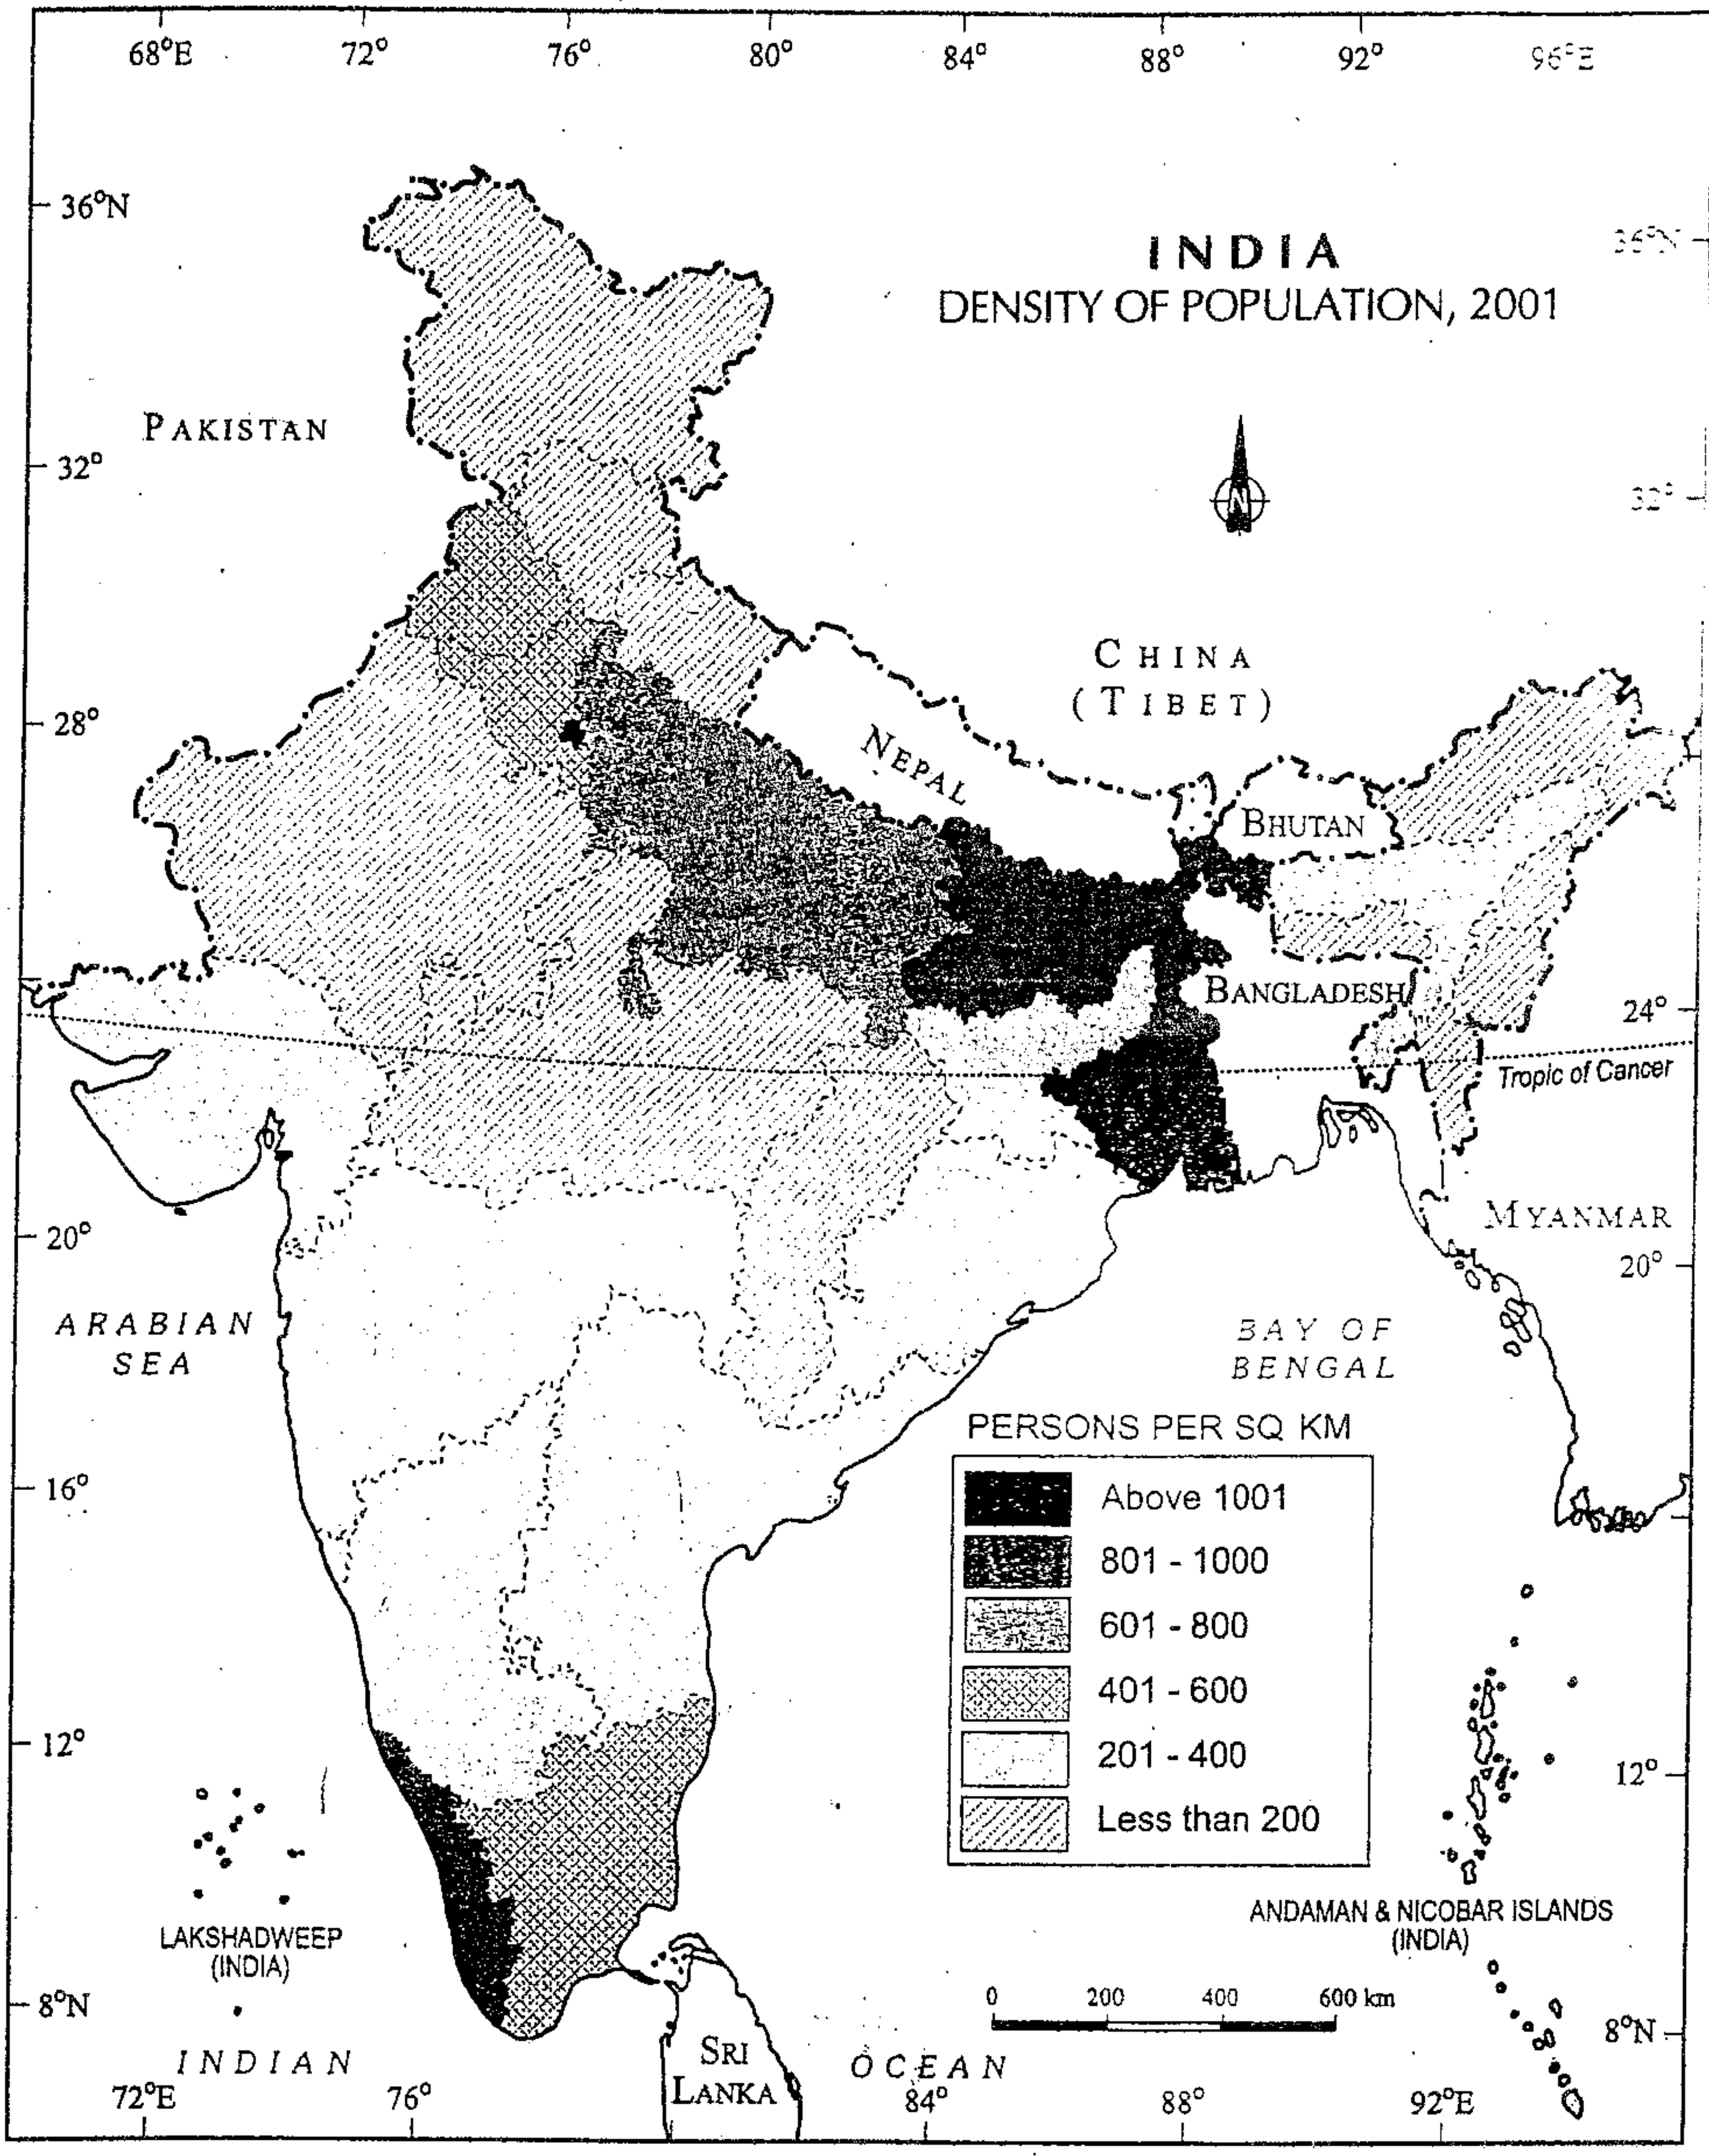 68°E 72° 76° 80° 84° 88° 92° 96°E
36°N
INDIA
36°N
DENSITY OF POPULATION, 2001
PAKISTAN
32°
N
32°
CHINA
(TIBET)
28°
NEPAL
BHUTAN
BANGLADESH
24°
Tropic of Cancer
20°
MYANMAR
20°
ARABIAN
SEA
BAY OF
BENGAL
PERSONS PER SQ KM
16°
Above 1001
801 - 1000
601 - 800
401 - 600
12°
201 - 400
12°
Less than 200
LAKSHADWEEP
(INDIA)
ANDAMAN & NICOBAR ISLANDS
(INDIA)
8°N
0 200 400 600 km
8°N
INDIAN
SRI
LANKA
OCEAN
72°E 76° 84° 88° 92°E